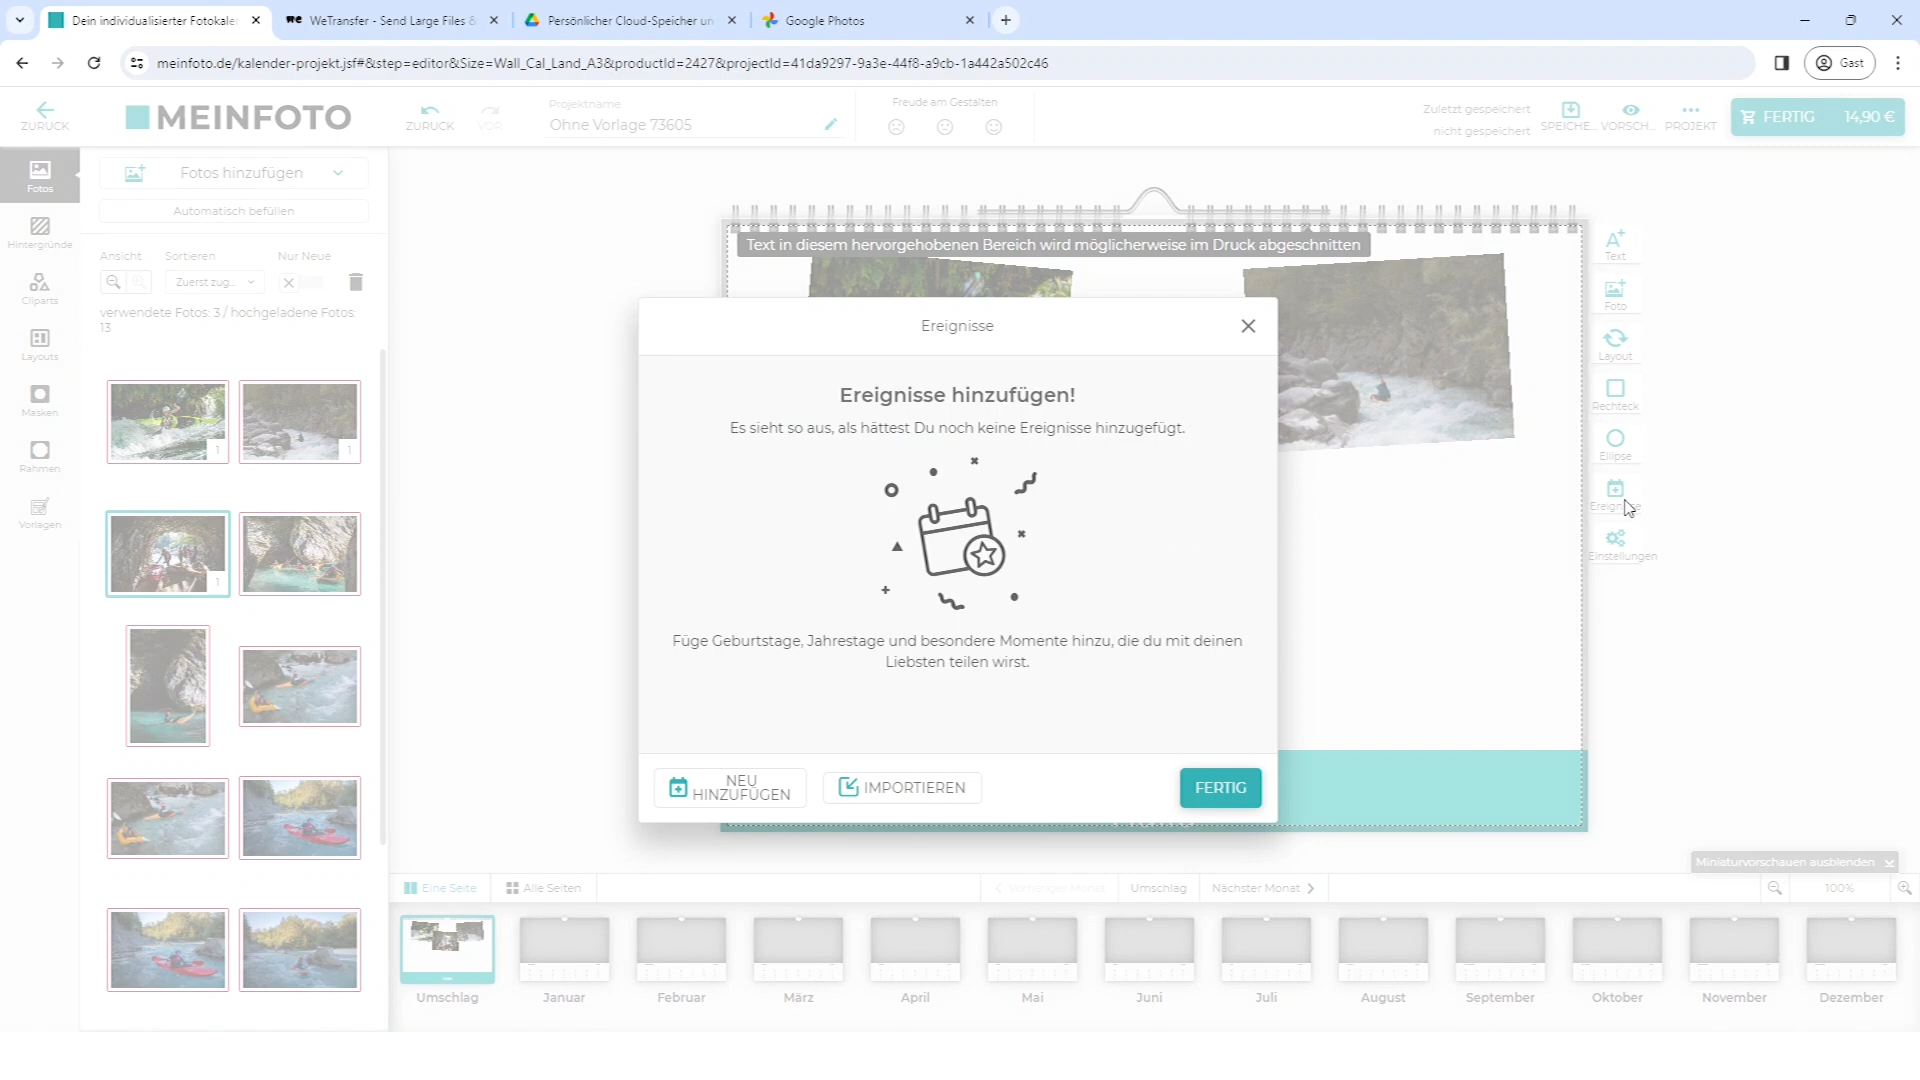 Dein individualisierter Fotokale
WeTransfer - Send Large Files &
Persönlicher Cloud-Speicher un
Google Photos
meinfoto.de/kalender-projekt.jsf#&step=editor&Size=Wall_Cal_Land_A3&productId=2427&projectId=41da9297-9a3e-44f8-a9cb-1a442a502c46
Gast
ZURÜCK
MEINFOTO
ZURÜCK
VOR
Projektname
Ohne Vorlage 73605
Freude am Gestalten
Zuletzt gespeichert
nicht gespeichert
SPEICHE...
VORSCH...
PROJEKT
FERTIG 14,90 €
Fotos
Hintergründe
Cliparts
Layouts
Masken
Rahmen
Vorlagen
Fotos hinzufügen
Automatisch befüllen
Ansicht Sortieren Nur Neue
Zuerst zug...
verwendete Fotos: 3 / hochgeladene Fotos:
13
1
1
1
Text in diesem hervorgehobenen Bereich wird möglicherweise im Druck abgeschnitten
Ereignisse
Ereignisse hinzufügen!
Es sieht so aus, als hättest Du noch keine Ereignisse hinzugefügt.
Füge Geburtstage, Jahrestage und besondere Momente hinzu, die du mit deinen
Liebsten teilen wirst.
NEU
HINZUFÜGEN
IMPORTIEREN
FERTIG
Text
Foto
Layout
Rechteck
Ellipse
Einstellungen
Miniaturvorschauen ausblenden
Eine Seite
Alle Seiten
Vorheriger Monat
Umschlag
Nächster Monat
100%
Umschlag
Januar
Februar
März
April
Mai
Juni
Juli
August
September
Oktober
November
Dezember